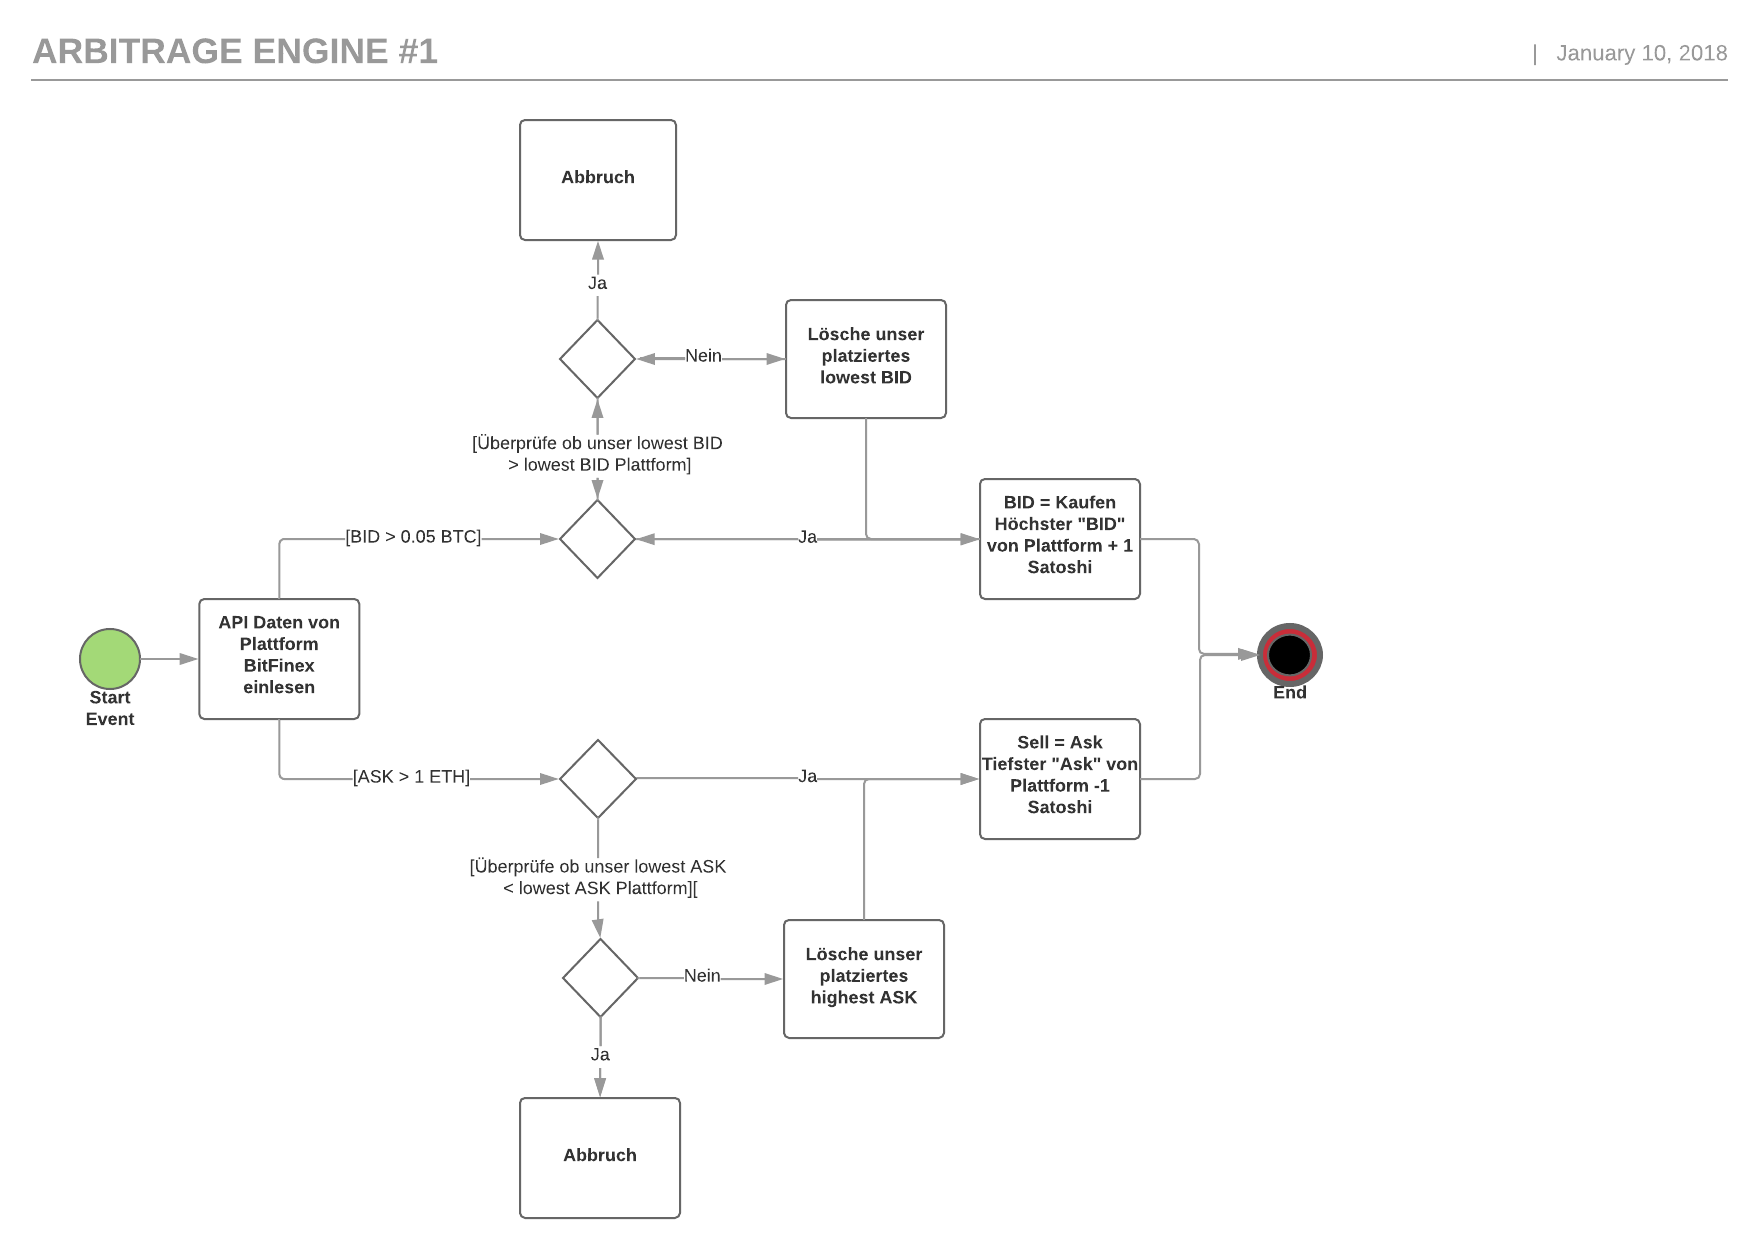 ARBITRAGE ENGINE #1
| January 10, 2018
Abbruch
Ja
Lösche unser
platziertes
lowest BID
Nein
[Überprüfe ob unser lowest BID
> lowest BID Plattform]
BID = Kaufen
Höchster "BID"
von Plattform + 1
Satoshi
[BID > 0.05 BTC]
Ja
API Daten von
Plattform
BitFinex
einlesen
Start
Event
End
Sell = Ask
Tiefster "Ask" von
Plattform -1
Satoshi
[ASK > 1 ETH]
Ja
[Überprüfe ob unser lowest ASK
< lowest ASK Plattform][
Lösche unser
platziertes
highest ASK
Nein
Ja
Abbruch